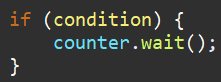 if (condition) {
    counter.wait();
}